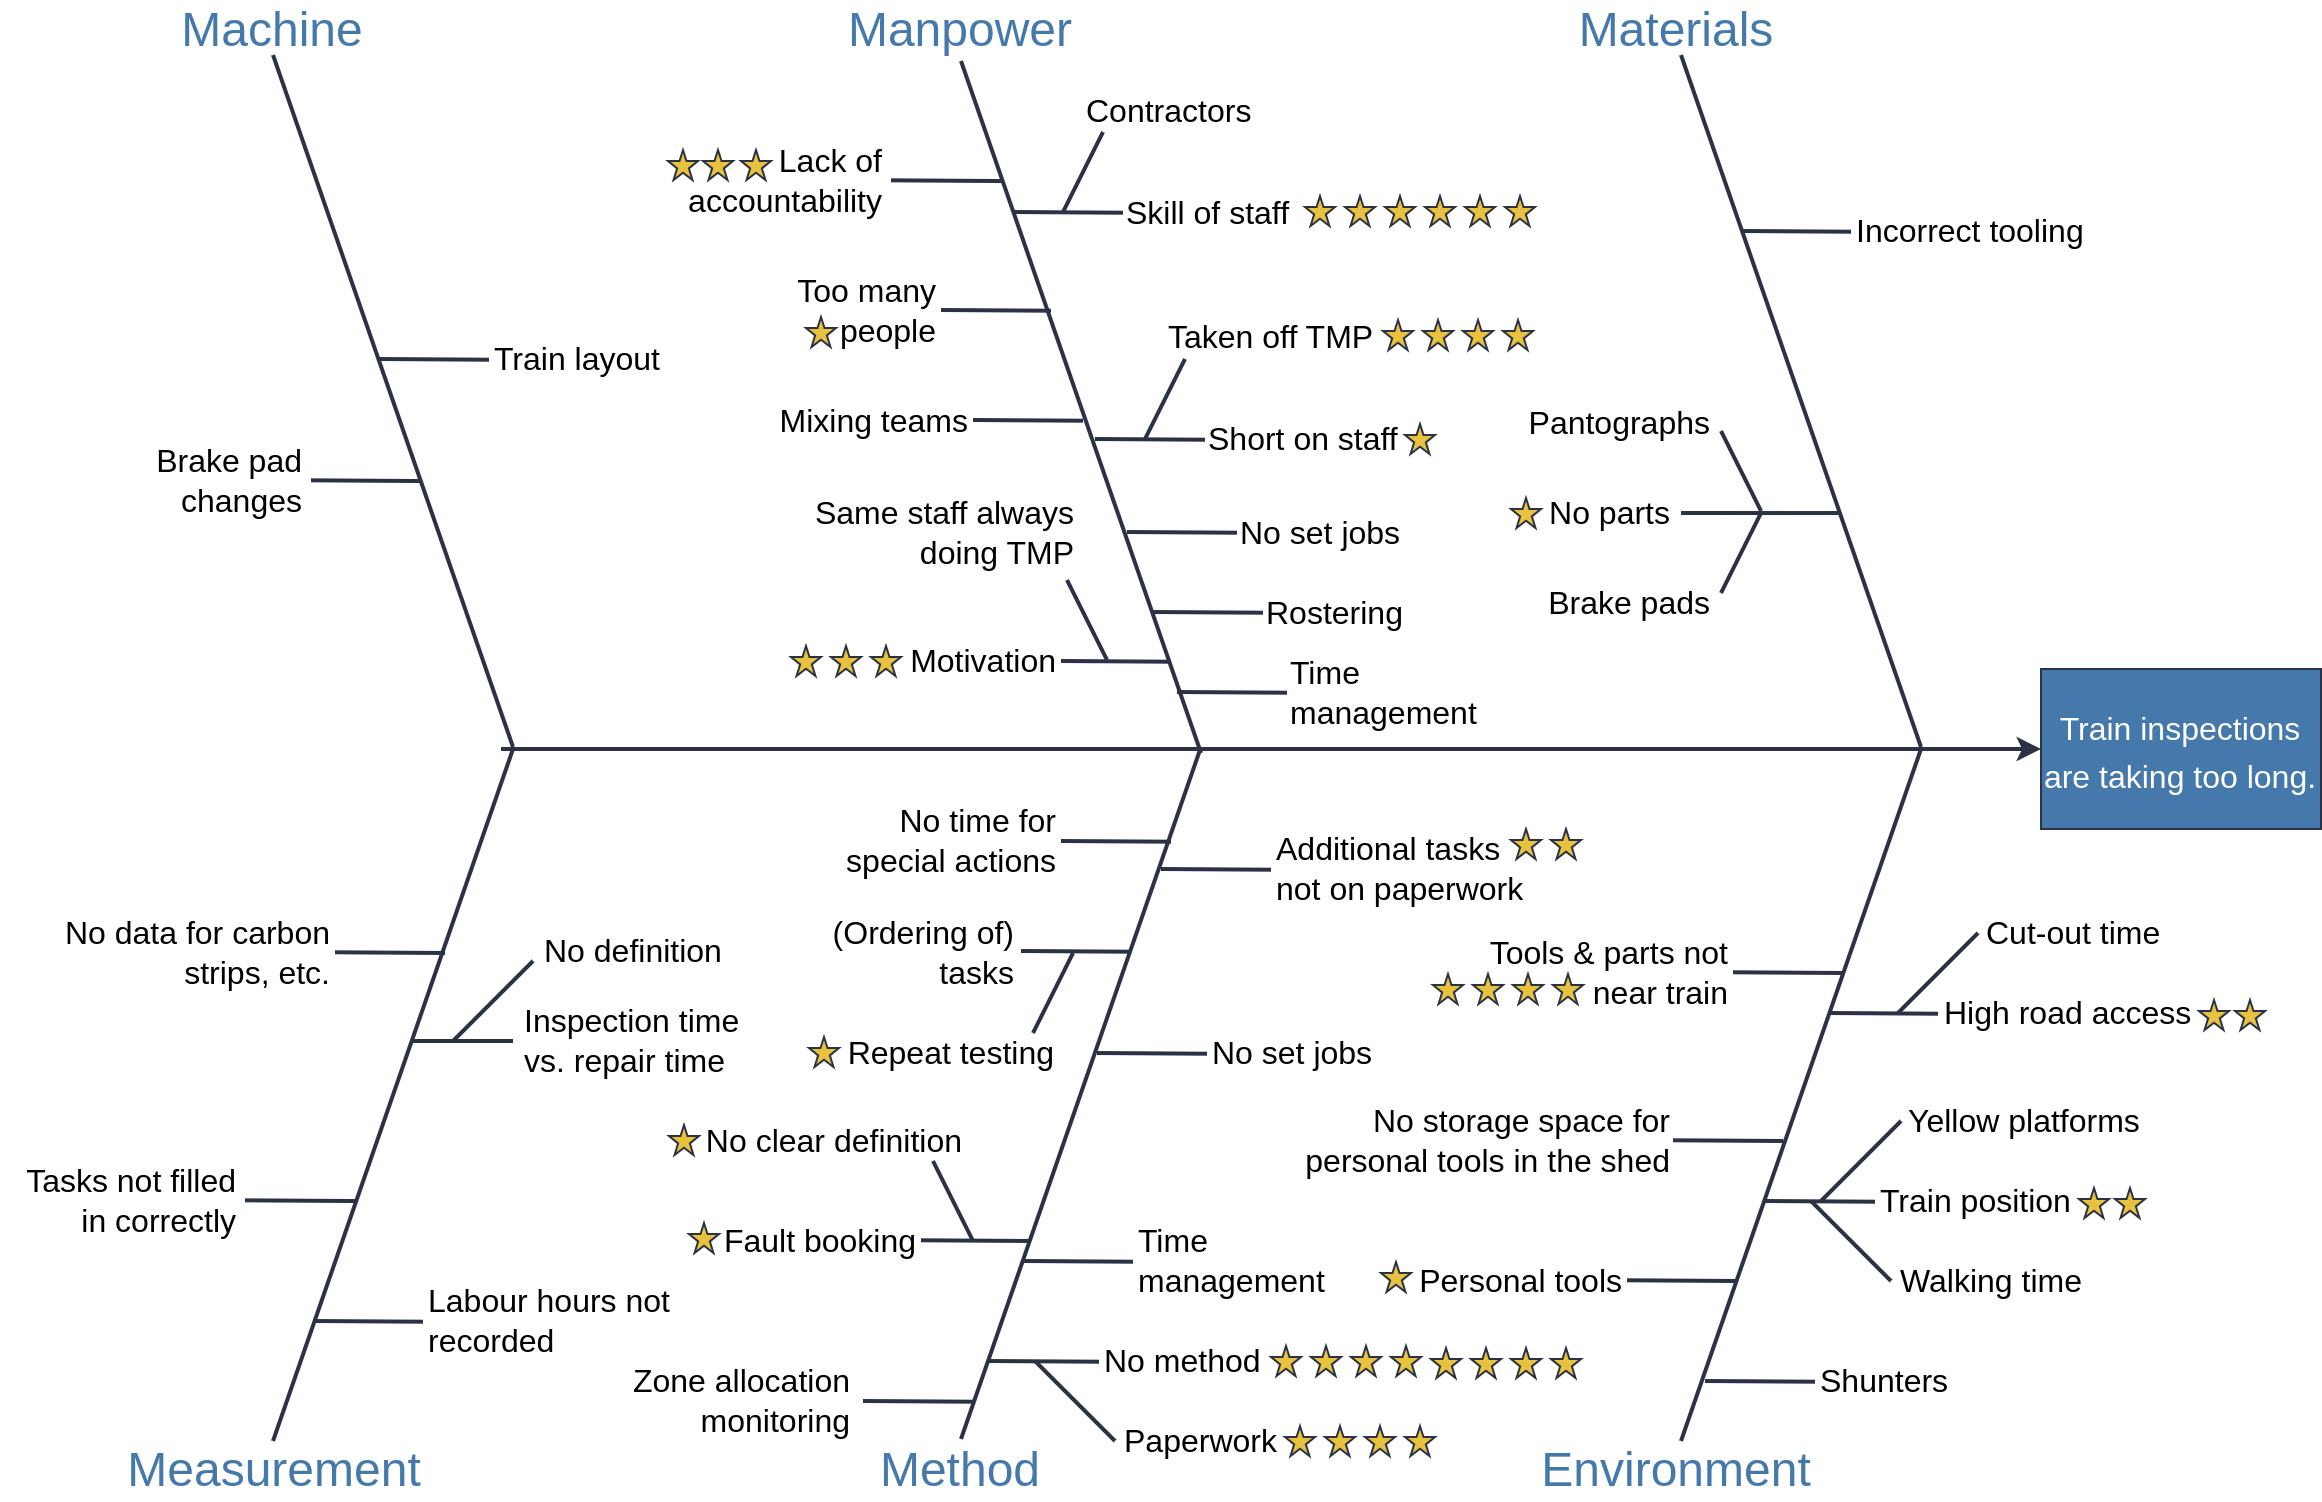 Machine
Manpower
Materials
Contractors
Lack of
accountability
Skill of staff
Incorrect tooling
Too many
people
Taken off TMP
Train layout
Mixing teams
Short on staff
Pantographs
Brake pad
changes
Same staff always
doing TMP
No set jobs
No parts
Rostering
Brake pads
Motivation
Time
management
Train inspections
are taking too long.
No time for
special actions
Additional tasks
not on paperwork
No data for carbon
strips, etc.
No definition
(Ordering of)
tasks
Tools & parts not
near train
Cut-out time
High road access
Inspection time
vs. repair time
Repeat testing
No set jobs
No clear definition
No storage space for
personal tools in the shed
Yellow platforms
Tasks not filled
in correctly
Train position
Fault booking
Time
management
Personal tools
Walking time
Labour hours not
recorded
No method
Zone allocation
monitoring
Shunters
Paperwork
Measurement
Method
Environment